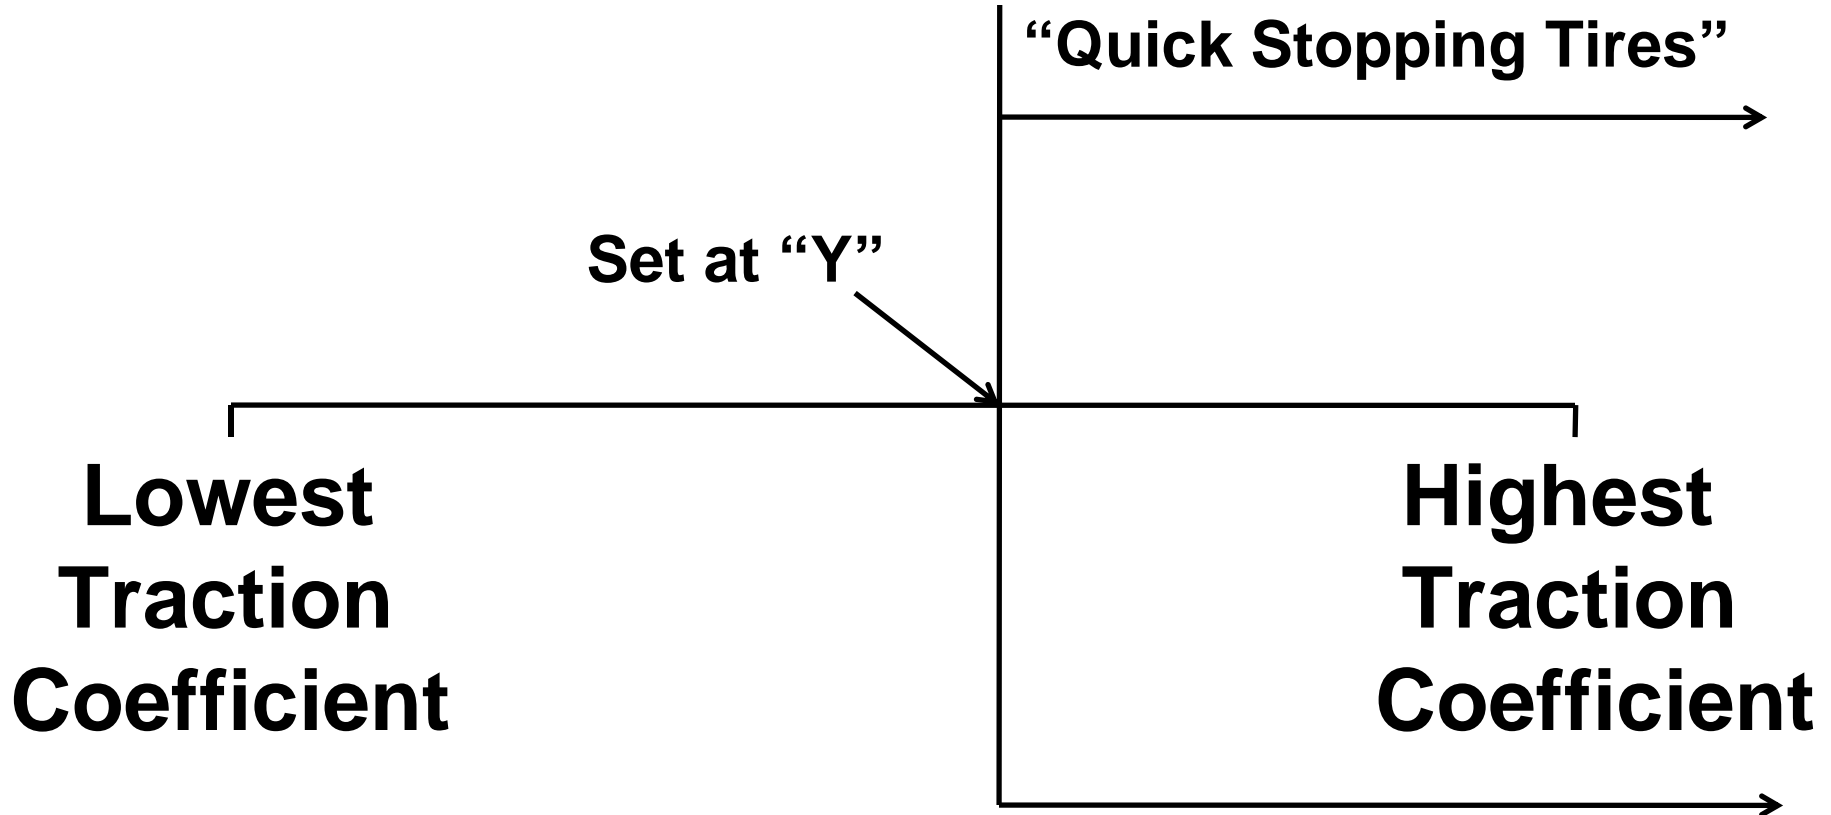 “Quick Stopping Tires”
Set at “Y”
Lowest
Traction
Coefficient
Highest
Traction
Coefficient